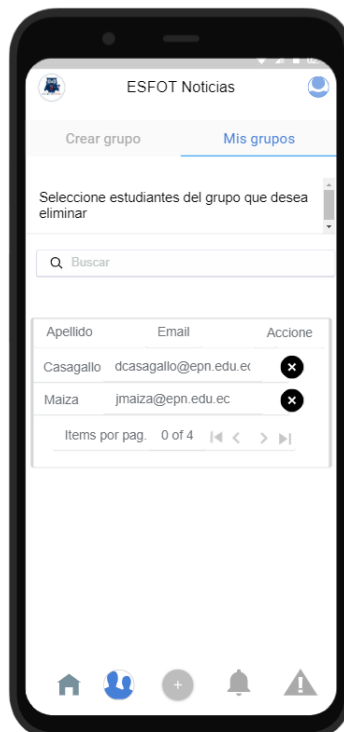 ESFOT Noticias
Crear grupo Mis grupos
Seleccione estudiantes del grupo que desea
eliminar
Buscar
Apellido Email Accione
Casagallo dcasagallo@epn.edu.ec
Maiza jmaiza@epn.edu.ec
Items por pag. 0 of 4